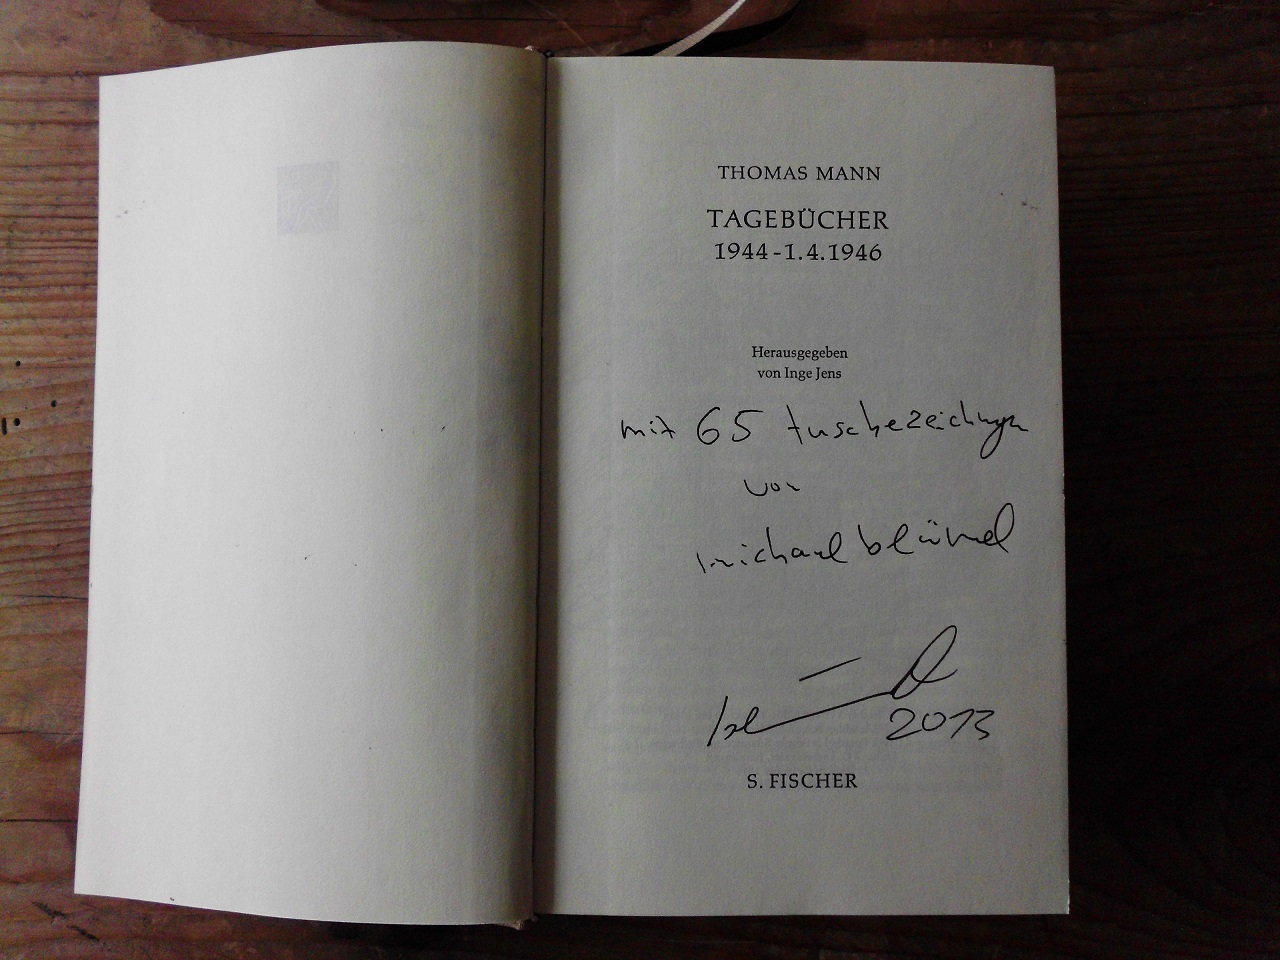 THOMAS MANN
TAGEBÜCHER
1944-1.4.1946
Herausgegeben
von Inge Jens
mit 65 tuschezeichnungen
von
michael blümel
2013
S. FISCHER